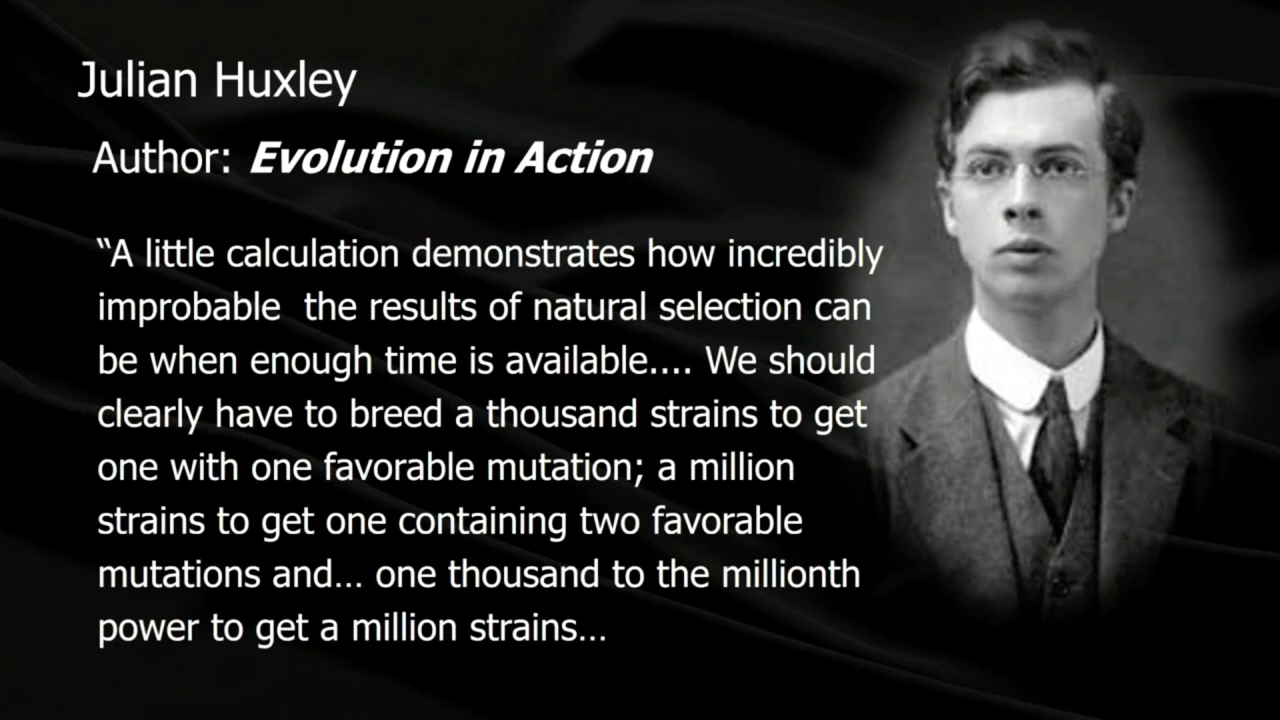 Julian Huxley
Author: Evolution in Action
“A little calculation demonstrates how incredibly
improbable the results of natural selection can
be when enough time is available.... We should
clearly have to breed a thousand strains to get
one with one favorable mutation; a million
strains to get one containing two favorable
mutations and... one thousand to the millionth
power to get a million strains...